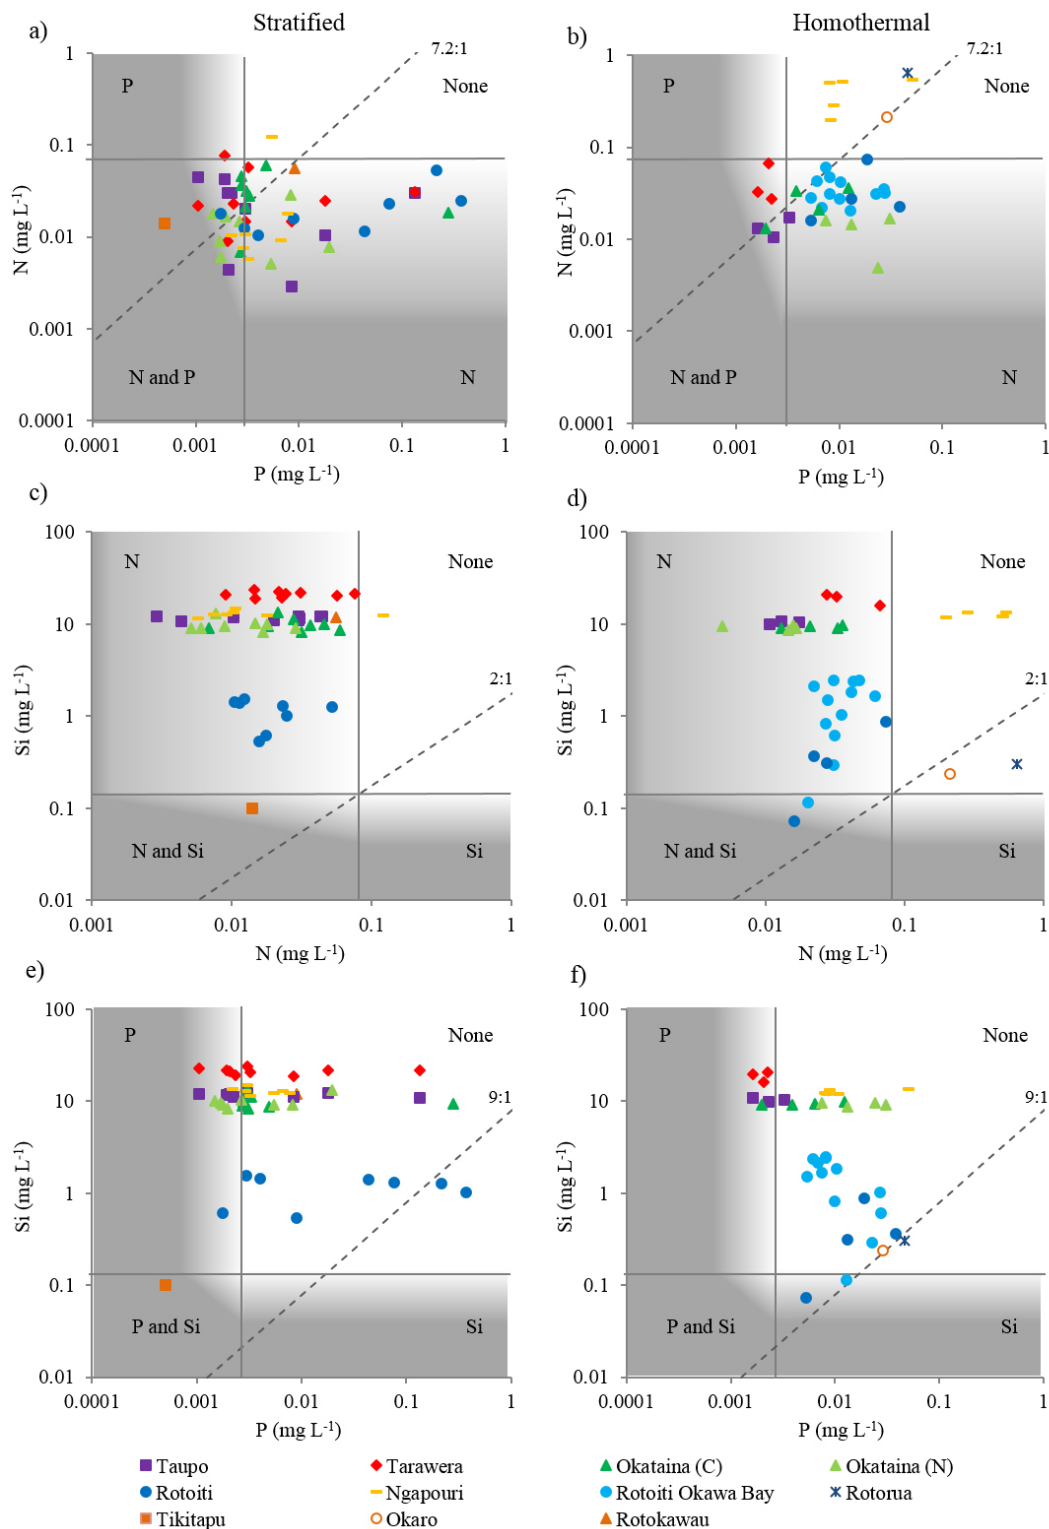 Stratified
Homothermal
a)
b)
7.2:1
7.2:1
1
0.1
0.01
0.001
0.0001
N (mg L-1)
P
None
N and P
N
0.0001 0.001 0.01 0.1 1
P (mg L-1)
1
0.1
0.01
0.001
0.0001
N (mg L-1)
P
None
N and P
N
0.0001 0.001 0.01 0.1 1
P (mg L-1)
c)
d)
100
10
1
0.1
0.01
Si (mg L-1)
N
None
2:1
N and Si
Si
0.001 0.01 0.1 1
N (mg L-1)
100
10
1
0.1
0.01
Si (mg L-1)
N
None
2:1
N and Si
Si
0.001 0.01 0.1 1
N (mg L-1)
e)
f)
100
10
1
0.1
0.01
Si (mg L-1)
P
None
9:1
P and Si
Si
0.0001 0.001 0.01 0.1 1
P (mg L-1)
100
10
1
0.1
0.01
Si (mg L-1)
P
None
9:1
P and Si
Si
0.0001 0.001 0.01 0.1 1
P (mg L-1)
Taupo Tarawera Okataina (C) Okataina (N)
Rotoiti Ngapouri Rotoiti Okawa Bay Rotorua
Tikitapu Okaro Rotokawau